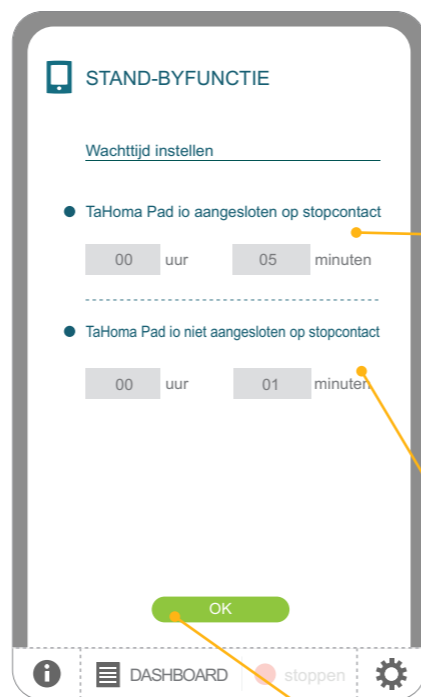 STAND-BYFUNCTIE
Wachttijd instellen
TaHoma Pad io aangesloten op stopcontact
00 uur 05 minuten
TaHoma Pad io niet aangesloten op stopcontact
00 uur 01 minuten
OK
DASHBOARD stoppen